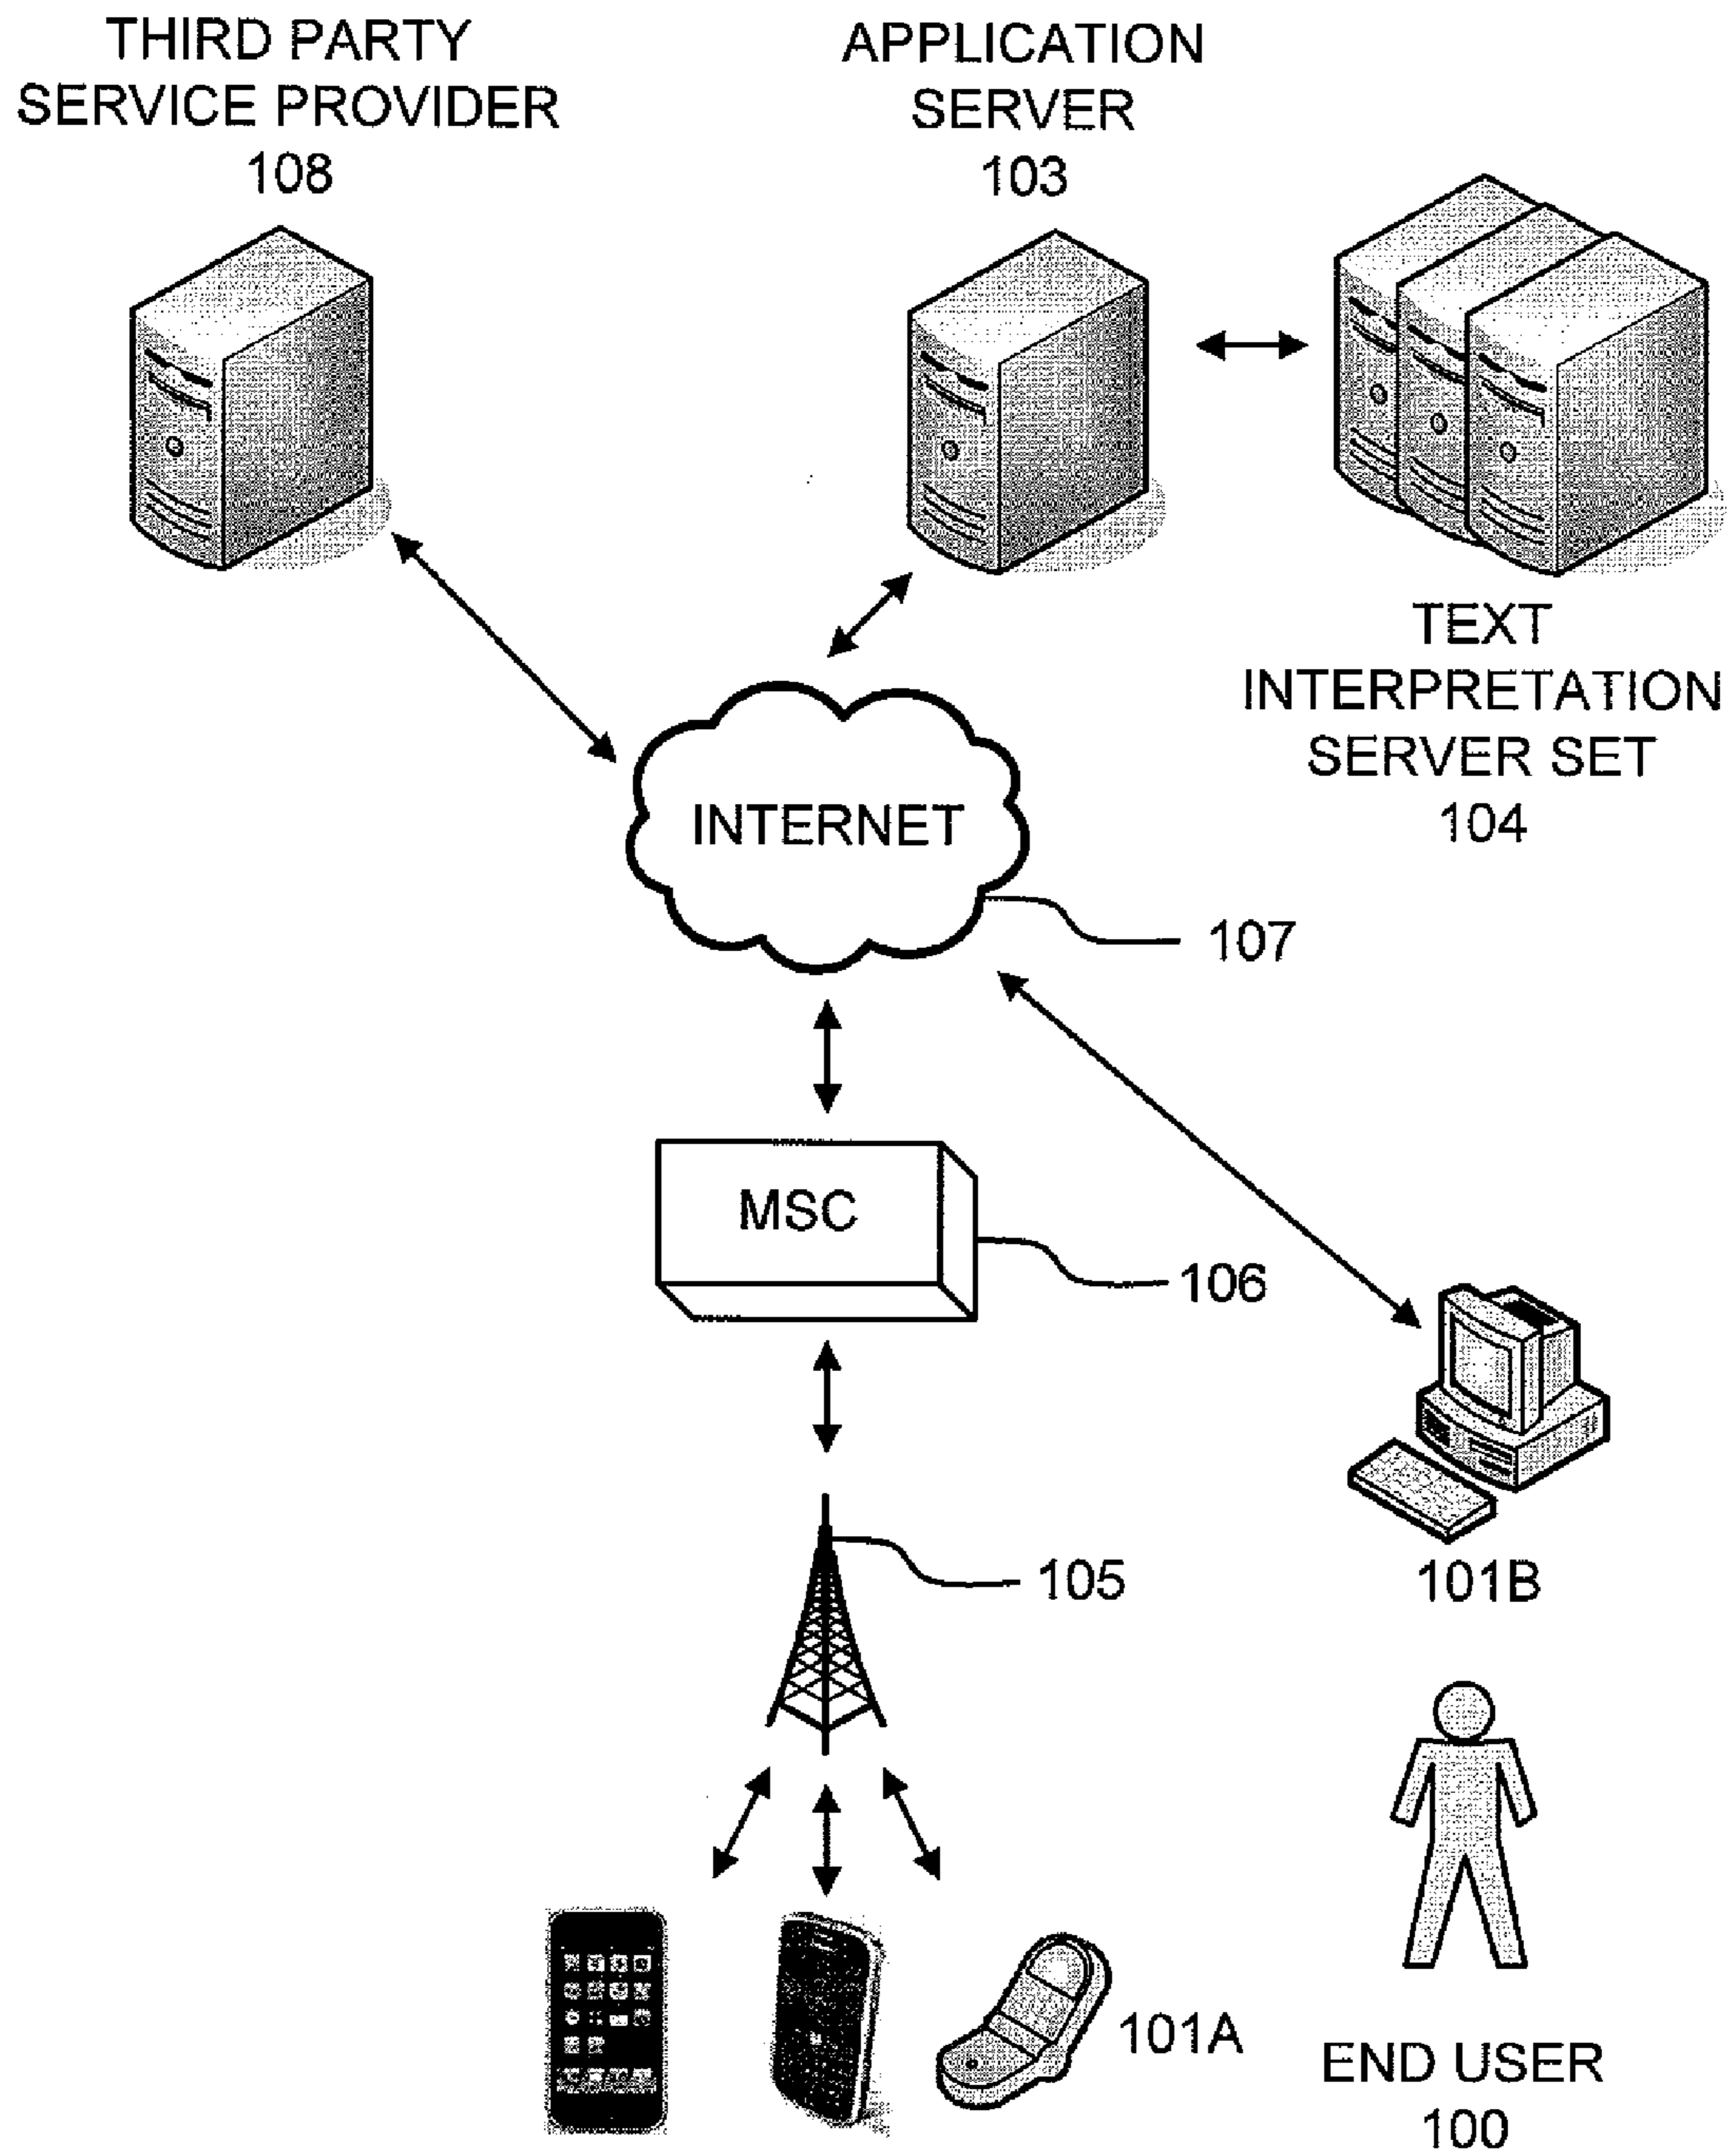 THIRD PARTY
SERVICE PROVIDER
108
APPLICATION
SERVER
103
TEXT
INTERPRETATION
SERVER SET
104
INTERNET
107
MSC
106
105
101B
101A
END USER
100